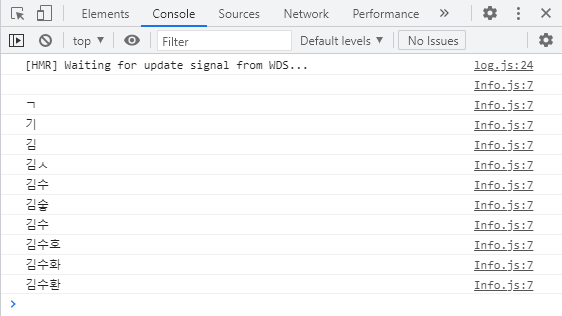 Elements Console Sources Network Performance »
top ▼ Filter Default levels ▼ No Issues
[HMR] Waiting for update signal from WDS... log.js:24
Info.js:7
ㄱ Info.js:7
기 Info.js:7
김 Info.js:7
김ㅅ Info.js:7
김수 Info.js:7
김숳 Info.js:7
김수 Info.js:7
김수호 Info.js:7
김수화 Info.js:7
김수환 Info.js:7
>